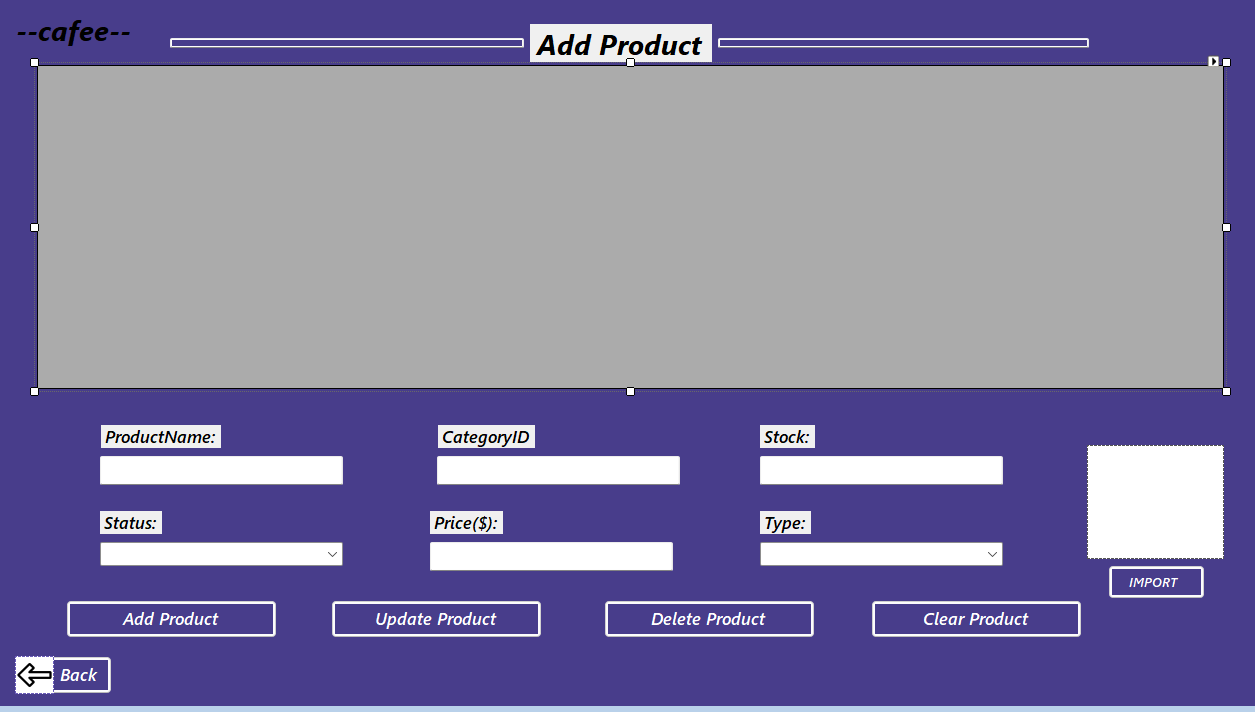 --cafee--
Add Product
ProductName:
CategoryID
Stock:
Status:
Price($):
Type:
IMPORT
Add Product
Update Product
Delete Product
Clear Product
Back